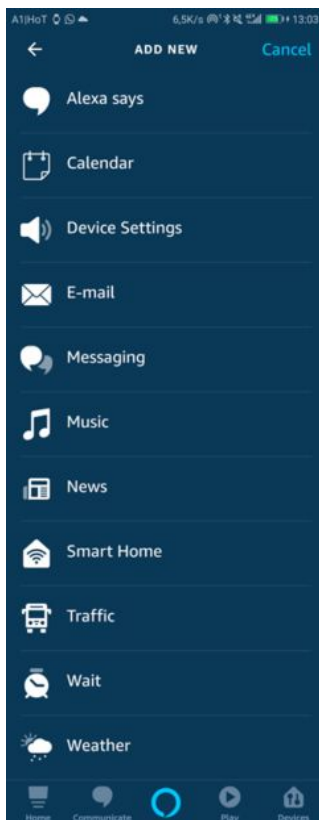 A1|HoT 6,5K/s 13:03
ADD NEW Cancel
Alexa says
Calendar
Device Settings
E-mail
Messaging
Music
News
Smart Home
Traffic
Wait
Weather
Home Communicate Play Devices